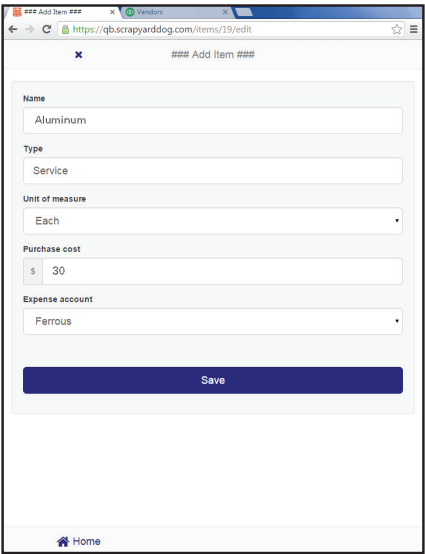 ### Add Item ###
Vendors
https://qb.scrapyarddog.com/items/19/edit
### Add Item ###
Name
Aluminum
Type
Service
Unit of measure
Each
Purchase cost
$ 30
Expense account
Ferrous
Save
Home